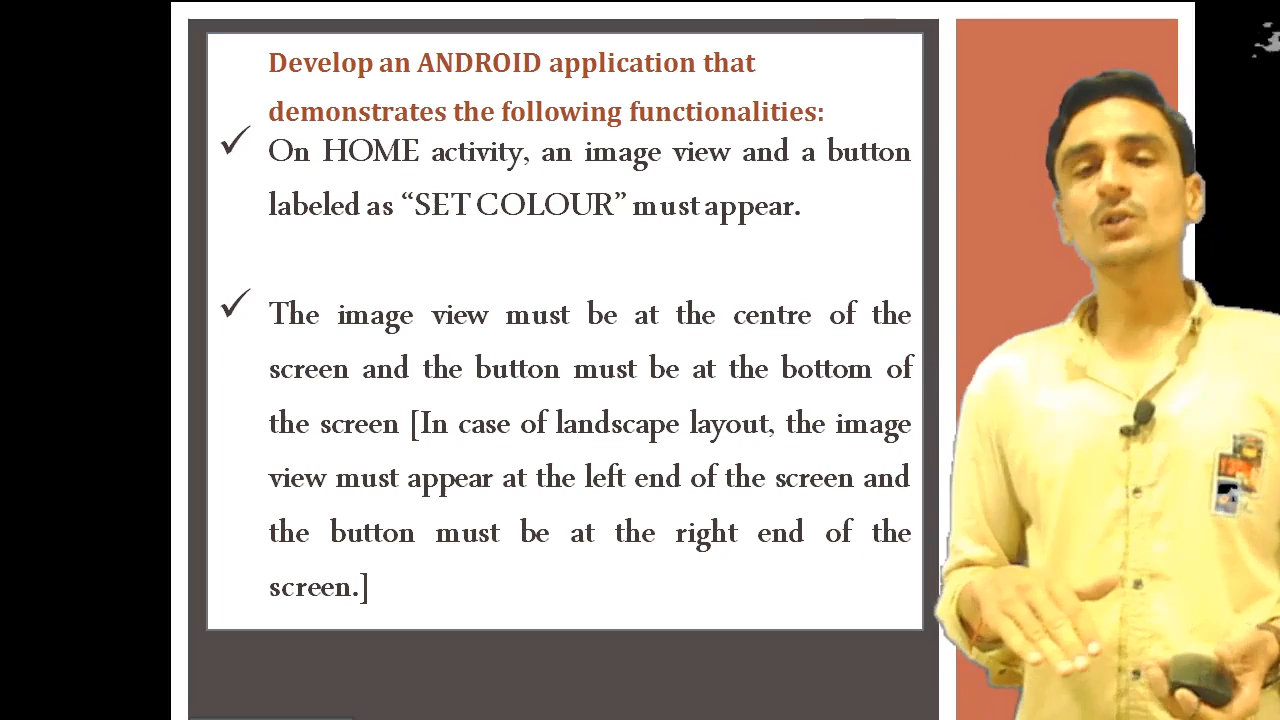 Develop an ANDROID application that
demonstrates the following functionalities:
On HOME activity, an image view and a button
labeled as “SET COLOUR” must appear.
The image view must be at the centre of the
screen and the button must be at the bottom of
the screen [In case of landscape layout, the image
view must appear at the left end of the screen and
the button must be at the right end of the
screen.]